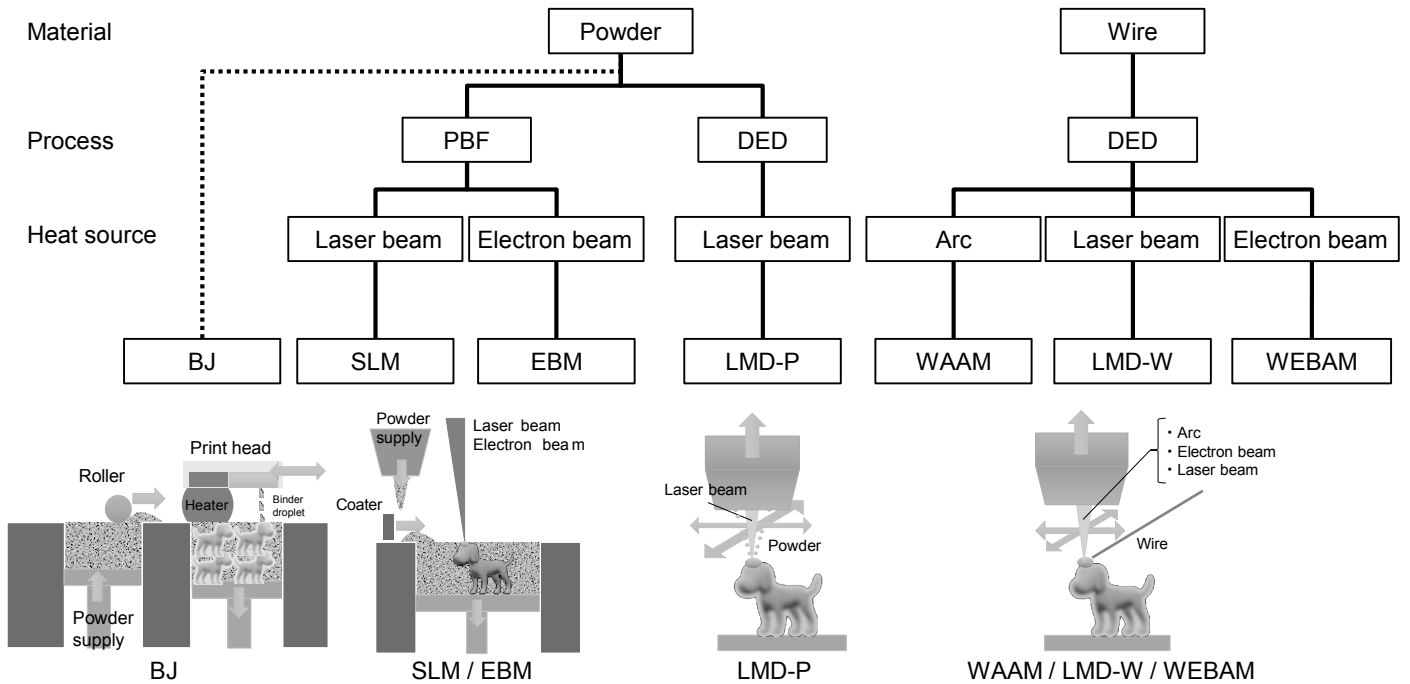 Material
Powder
Wire
Process
PBF
DED
DED
Heat source
Laser beam
Electron beam
Laser beam
Arc
Laser beam
Electron beam
BJ
SLM
EBM
LMD-P
WAAM
LMD-W
WEBAM
Print head
Roller
Heater
Binder
droplet
Powder
supply
BJ
Powder
supply
Laser beam
Electron beam
Coater
SLM / EBM
Laser beam
Powder
LMD-P
・Arc
・Electron beam
・Laser beam
Wire
WAAM / LMD-W / WEBAM